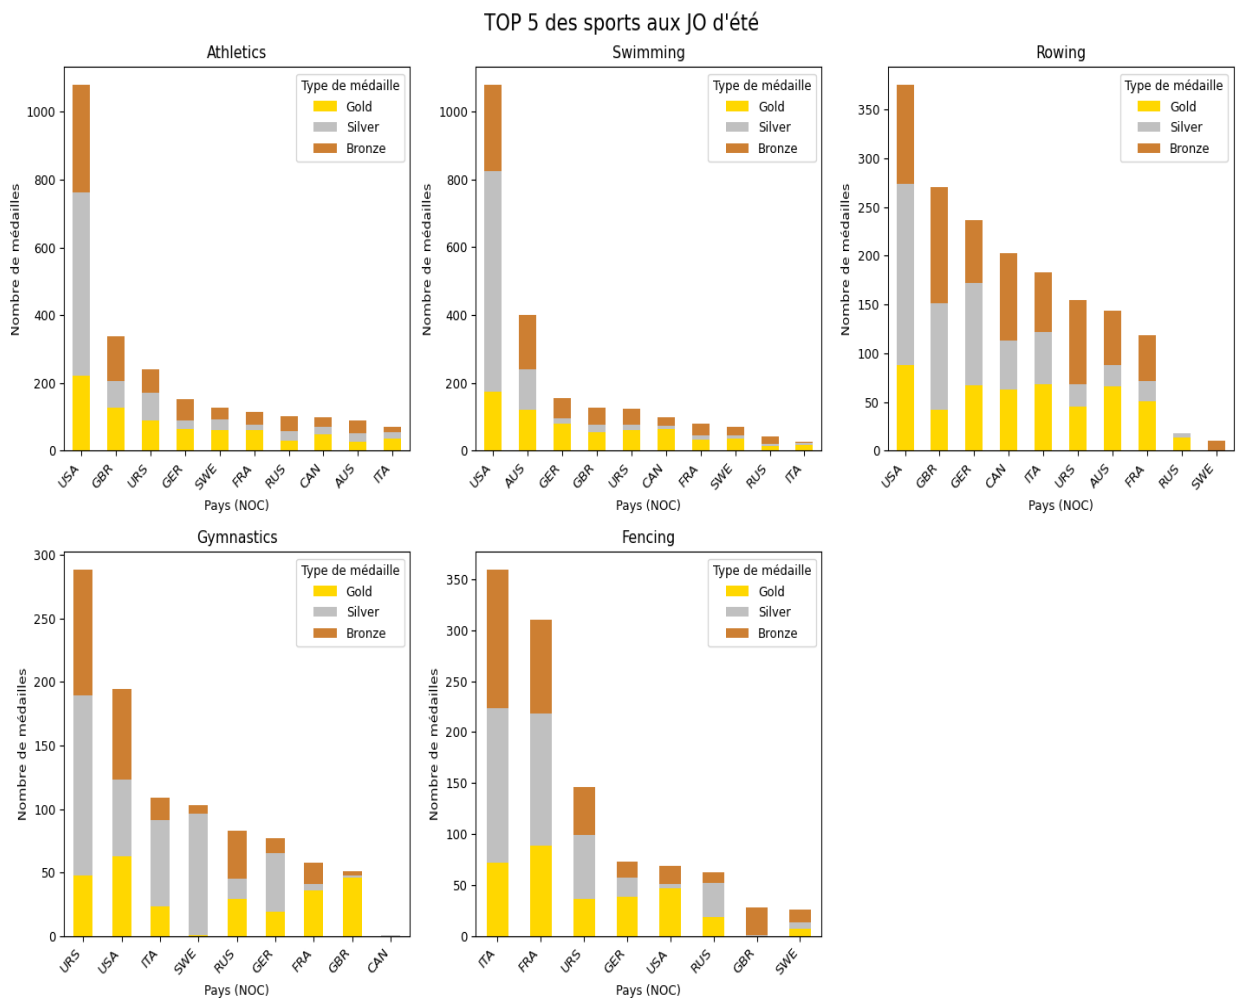 TOP 5 des sports aux JO d'été
Athletics
Nombre de médailles
1000
800
600
400
200
0
Type de médaille
Gold
Silver
Bronze
USA GBR URS GER SWE FRA RUS CAN AUS ITA
Pays (NOC)
Swimming
Nombre de médailles
1000
800
600
400
200
0
Type de médaille
Gold
Silver
Bronze
USA AUS GER GBR URS CAN FRA SWE RUS ITA
Pays (NOC)
Rowing
Nombre de médailles
350
300
250
200
150
100
50
0
Type de médaille
Gold
Silver
Bronze
USA GBR GER CAN ITA URS AUS FRA RUS SWE
Pays (NOC)
Gymnastics
Nombre de médailles
300
250
200
150
100
50
0
Type de médaille
Gold
Silver
Bronze
URS USA ITA SWE RUS GER FRA GBR CAN
Pays (NOC)
Fencing
Nombre de médailles
350
300
250
200
150
100
50
0
Type de médaille
Gold
Silver
Bronze
ITA FRA URS GER USA RUS GBR SWE
Pays (NOC)